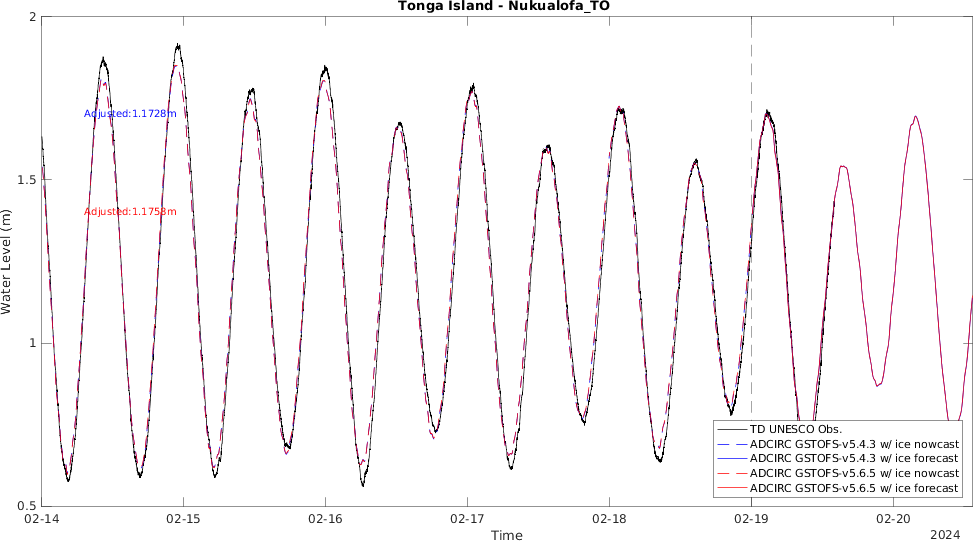 Tonga Island - Nukualofa_TO
2
1.5
1
0.5
Water Level (m)
Adjusted:1.1728m
Adjusted:1.1758m
TD UNESCO Obs.
ADCIRC GSTOFS-v5.4.3 w/ ice nowcast
ADCIRC GSTOFS-v5.4.3 w/ ice forecast
ADCIRC GSTOFS-v5.6.5 w/ ice nowcast
ADCIRC GSTOFS-v5.6.5 w/ ice forecast
02-14 02-15 02-16 02-17 02-18 02-19 02-20
Time
2024